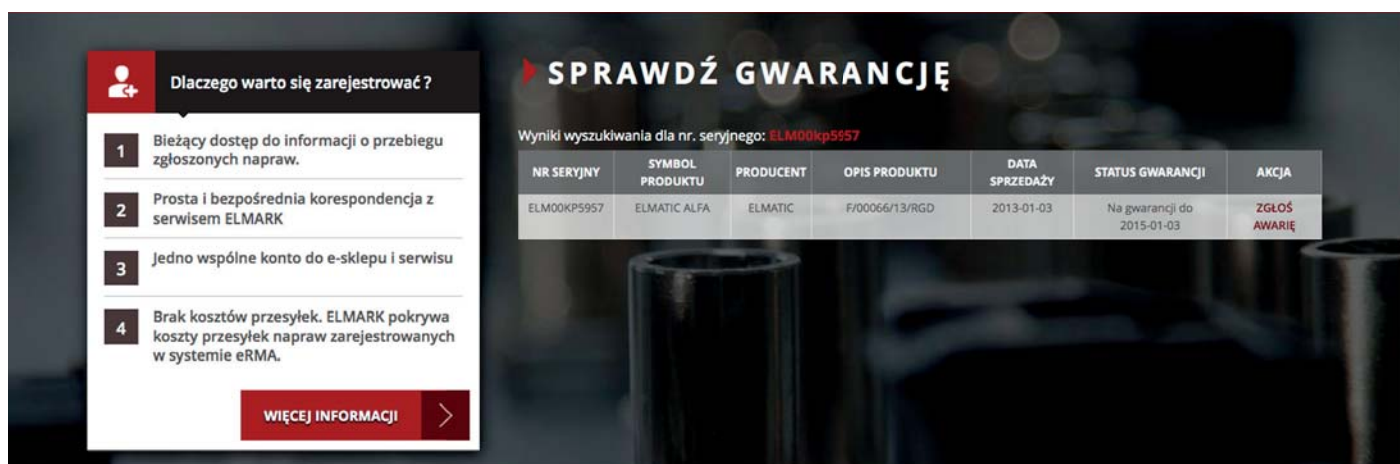 Dlaczego warto się zarejestrować ?
1
Bieżący dostęp do informacji o przebiegu
zgłoszonych napraw.
2
Prosta i bezpośrednia korespondencja z
serwisem ELMARK
3
Jedno wspólne konto do e-sklepu i serwisu
4
Brak kosztów przesyłek. ELMARK pokrywa
koszty przesyłek napraw zarejestrowanych
w systemie eRMA.
WIĘCEJ INFORMACJI
SPRAWDŹ GWARANCJĘ
Wyniki wyszukiwania dla nr. seryjnego: ELM00kp5957
NR SERYJNY
SYMBOL
PRODUKTU
PRODUCENT
OPIS PRODUKTU
DATA
SPRZEDAŻY
STATUS GWARANCJI
AKCJA
ELM00KP5957
ELMATIC ALFA
ELMATIC
F/00066/13/RGD
2013-01-03
Na gwarancji do
2015-01-03
ZGŁOŚ
AWARIĘ